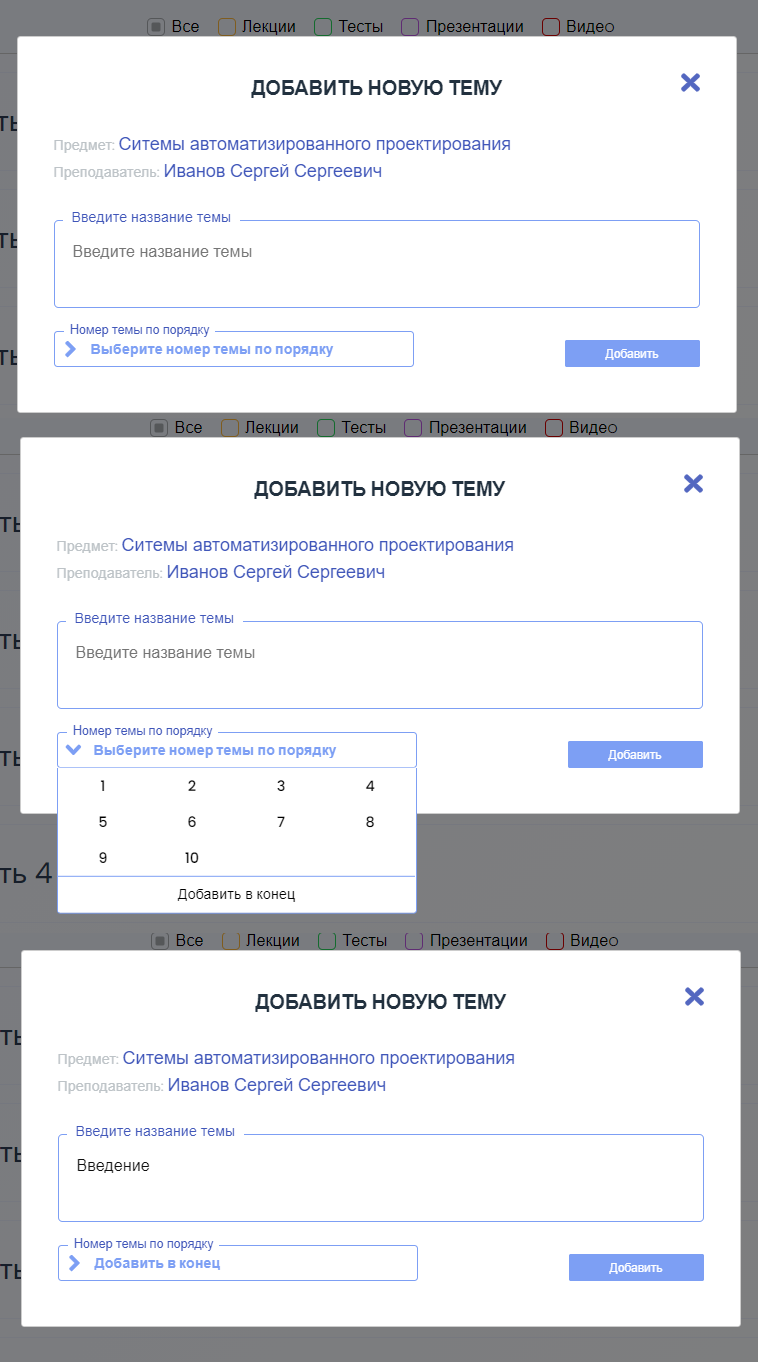 Все Лекции Тесты Презентации Видео
ДОБАВИТЬ НОВУЮ ТЕМУ
Предмет: Ситемы автоматизированного проектирования
Преподаватель: Иванов Сергей Сергеевич
Введите название темы
Введите название темы
Номер темы по порядку
Выберите номер темы по порядку
Добавить
Все Лекции Тесты Презентации Видео
ДОБАВИТЬ НОВУЮ ТЕМУ
Предмет: Ситемы автоматизированного проектирования
Преподаватель: Иванов Сергей Сергеевич
Введите название темы
Введите название темы
Номер темы по порядку
Выберите номер темы по порядку
Добавить
1 2 3 4
5 6 7 8
9 10
ть 4
Добавить в конец
Все Лекции Тесты Презентации Видео
ДОБАВИТЬ НОВУЮ ТЕМУ
Предмет: Ситемы автоматизированного проектирования
Преподаватель: Иванов Сергей Сергеевич
Введите название темы
Введение
Номер темы по порядку
Добавить в конец
Добавить